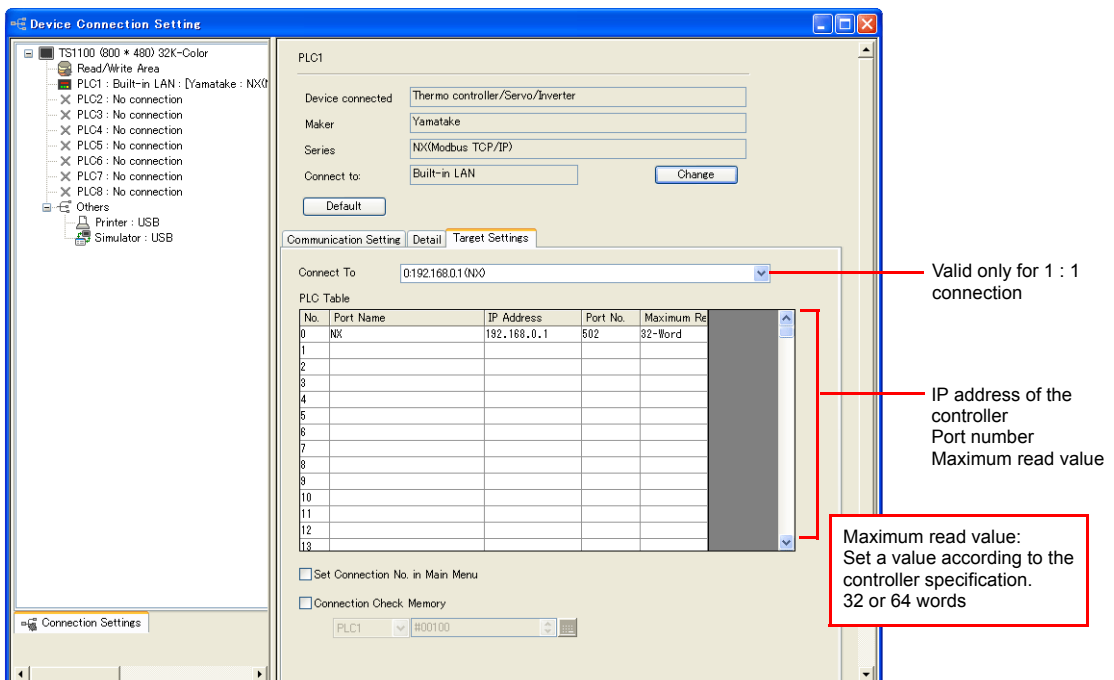 Device Connection Setting
TS1100 (800 * 480) 32K-Color
Read/Write Area
PLC1 : Built-in LAN : [Yamatake : NX(M
PLC2 : No connection
PLC3 : No connection
PLC4 : No connection
PLC5 : No connection
PLC6 : No connection
PLC7 : No connection
PLC8 : No connection
Others
Printer : USB
Simulator : USB
Connection Settings
PLC1
Device connected Thermo controller/Servo/Inverter
Maker Yamatake
Series NX(Modbus TCP/IP)
Connect to: Built-in LAN Change
Default
Communication Setting Detail Target Settings
Connect To 0:192.168.0.1(NX)
PLC Table
No. Port Name IP Address Port No. Maximum Re
0 NX 192.168.0.1 502 32-Word
1
2
3
4
5
6
7
8
9
10
11
12
13
Set Connection No. in Main Menu
Connection Check Memory
PLC1 #00100
Valid only for 1 : 1
connection
IP address of the
controller
Port number
Maximum read value
Maximum read value:
Set a value according to the
controller specification.
32 or 64 words